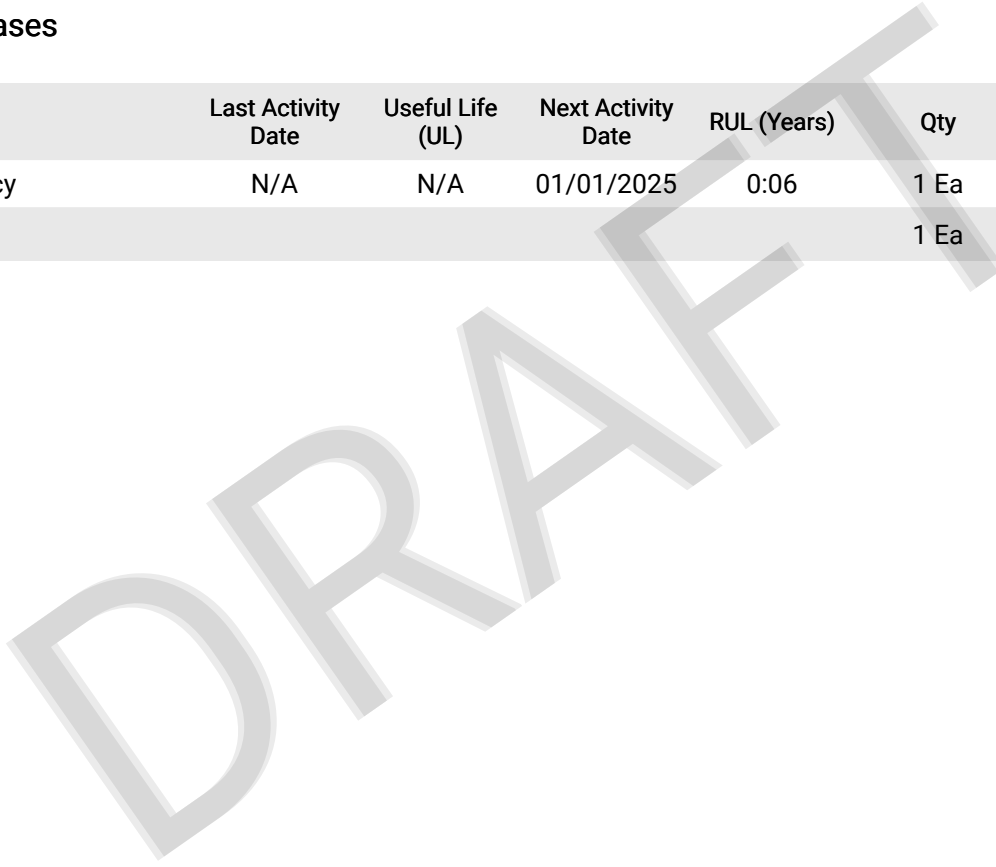 ases
Last Activity Date Useful Life (UL) Next Activity Date RUL (Years) Qty
cy N/A N/A 01/01/2025 0:06 1 Ea
1 Ea
DRAFT